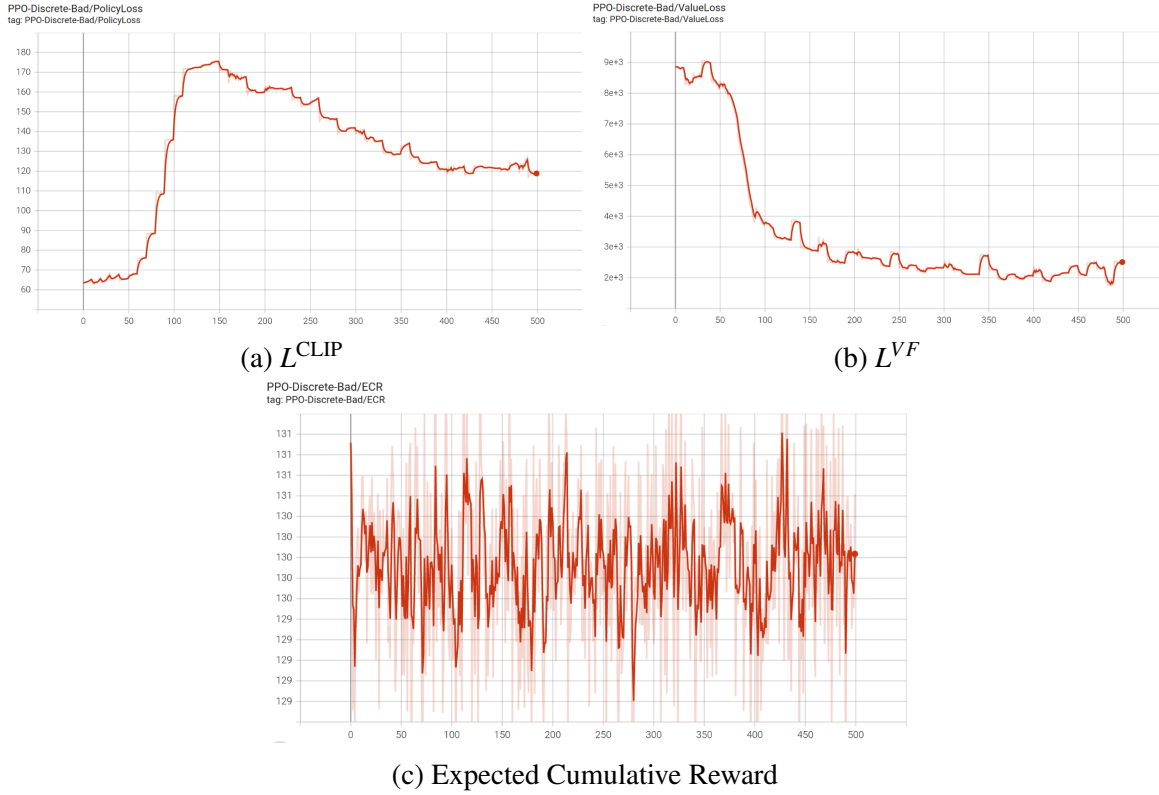 PPO-Discrete-Bad/PolicyLoss
tag: PPO-Discrete-Bad/PolicyLoss
180
170
160
150
140
130
120
110
100
90
80
70
60
0 50 100 150 200 250 300 350 400 450 500
(a) L^CLIP
PPO-Discrete-Bad/ValueLoss
tag: PPO-Discrete-Bad/ValueLoss
9e+3
8e+3
7e+3
6e+3
5e+3
4e+3
3e+3
2e+3
0 50 100 150 200 250 300 350 400 450 500
(b) L^VF
PPO-Discrete-Bad/ECR
tag: PPO-Discrete-Bad/ECR
131
131
131
131
130
130
130
130
130
129
129
129
129
129
0 50 100 150 200 250 300 350 400 450 500
(c) Expected Cumulative Reward